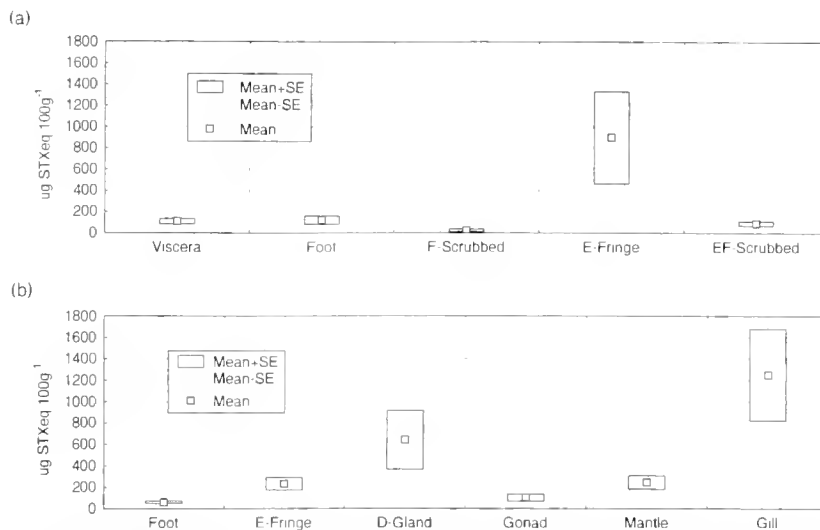 (a)
1800
1600
1400
1200
1000
800
600
400
200
0
ug STXeq 100g⁻¹
Mean+SE
Mean-SE
Mean
Viscera Foot F-Scrubbed E-Fringe EF-Scrubbed
(b)
1800
1600
1400
1200
1000
800
600
400
200
0
ug STXeq 100g⁻¹
Mean+SE
Mean-SE
Mean
Foot E-Fringe D-Gland Gonad Mantle Gill